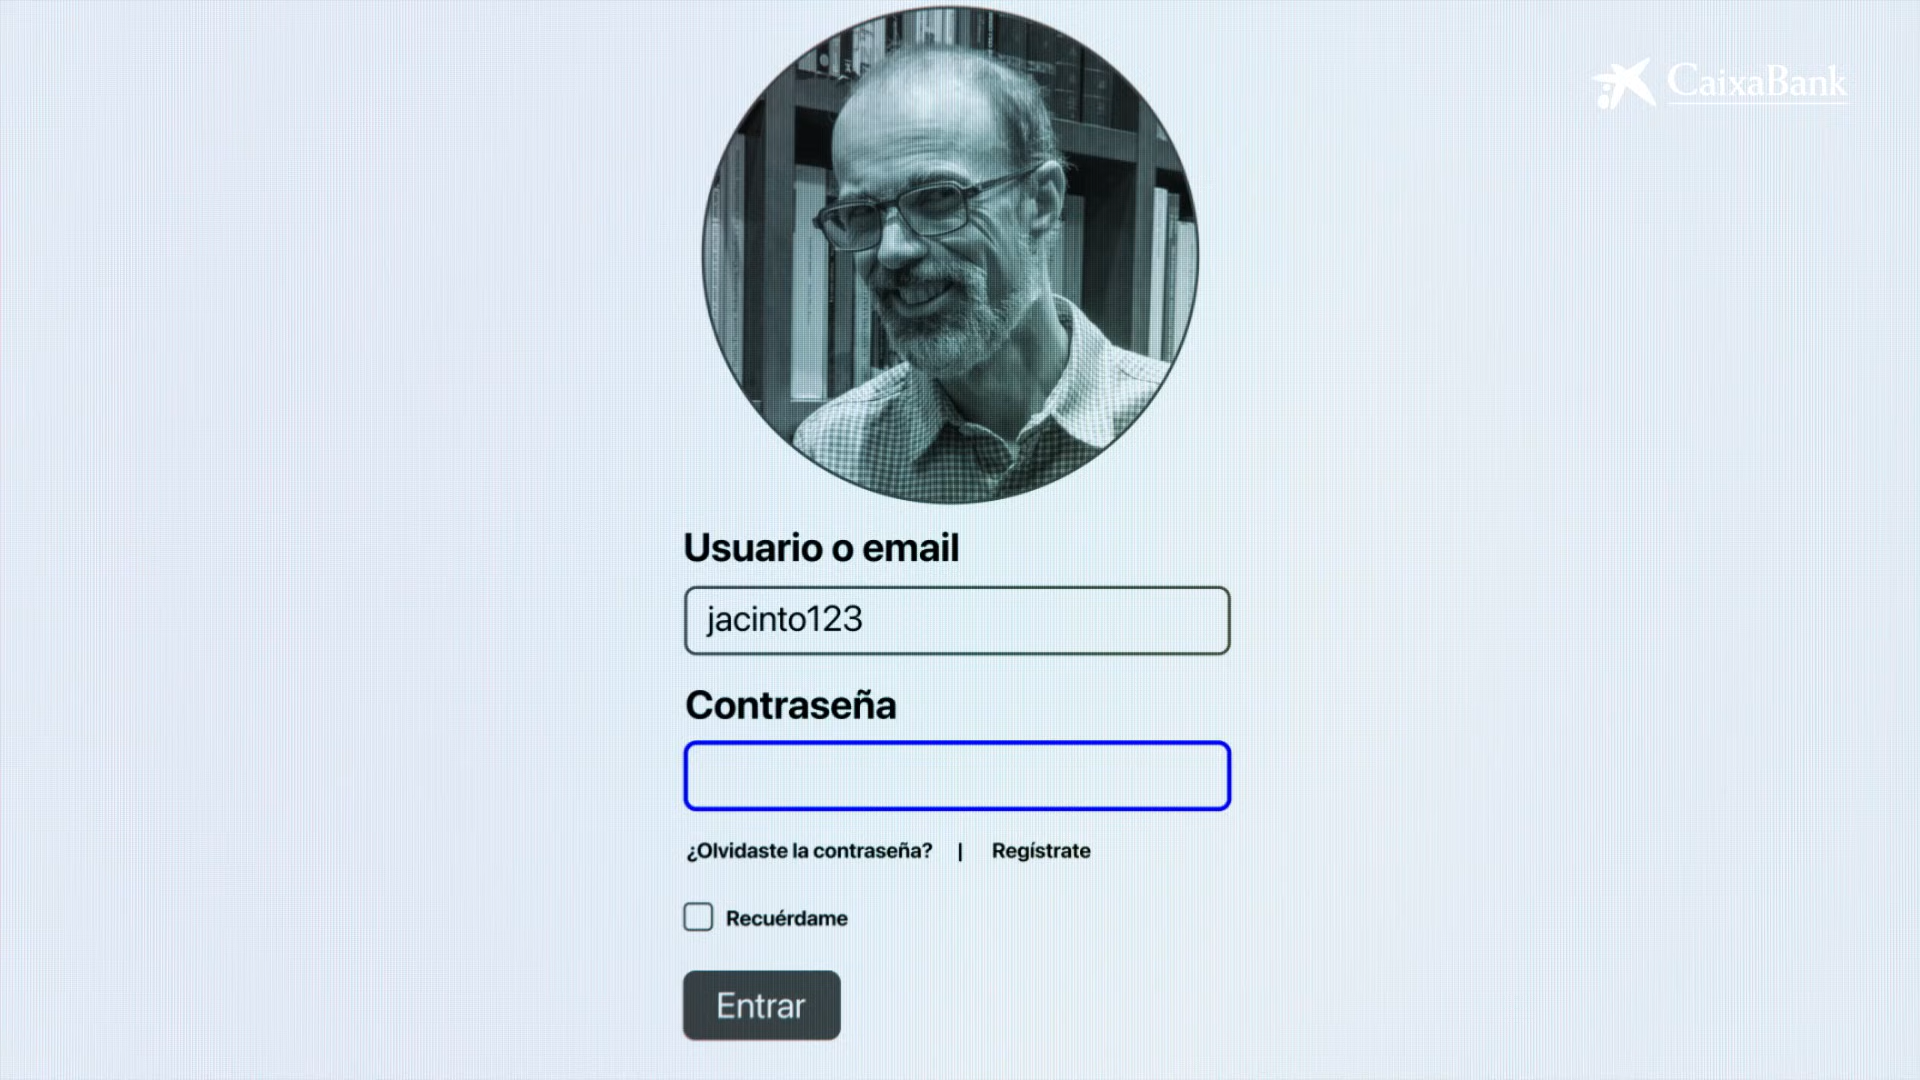 CaixaBank
Usuario o email
jacinto123
Contraseña
¿Olvidaste la contraseña? | Regístrate
Recuérdame
Entrar